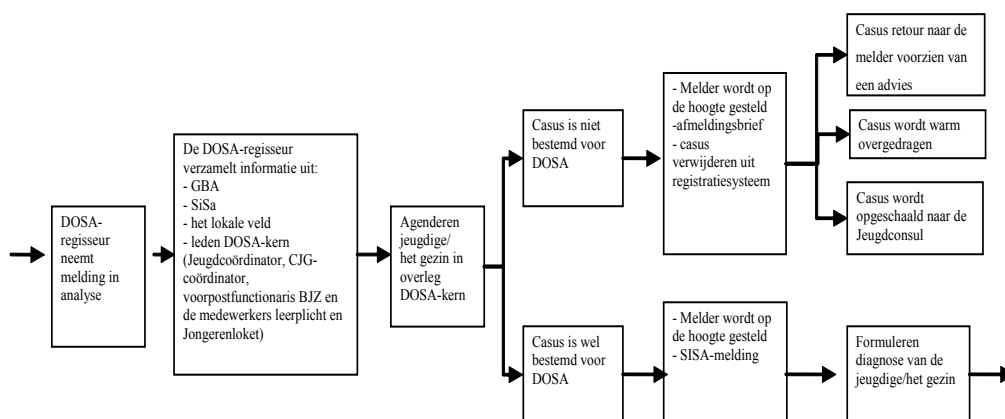 DOSA-
regisseur
neemt
melding in
analyse
De DOSA-regisseur
verzamelt informatie uit:
- GBA
- SiSa
- het lokale veld
- leden DOSA-kern
(Jeugdcoördinator, CJG-
coördinator,
voorpostfunctionaris BJZ en
de medewerkers leerplicht en
Jongerenloket)
Agenderen
jeugdige/
het gezin in
overleg
DOSA-kern
Casus is niet
bestemd voor
DOSA
- Melder wordt op
de hoogte gesteld
-afmeldingsbrief
- casus
verwijderen uit
registratiesysteem
Casus retour naar de
melder voorzien van
een advies
Casus wordt warm
overgedragen
Casus wordt
opgeschaald naar de
Jeugdconsul
Casus is wel
bestemd voor
DOSA
- Melder wordt op
de hoogte gesteld
- SISA-melding
Formuleren
diagnose van de
jeugdige/het gezin